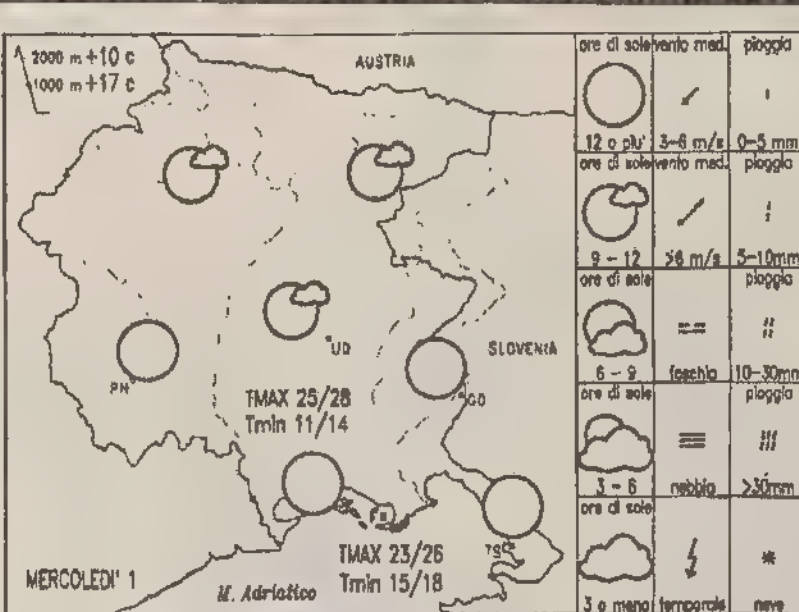 2000 m +10 c
1000 m +17 c
AUSTRIA
SLOVENIA
UD
PN
GO
TMAX 25/28
Tmin 11/14
TS
TMAX 23/26
Tmin 15/18
MERCOLEDI' 1
M. Adriatico
ore di sole vento med. pioggia
12 o piu' 3-6 m/s 0-5 mm
ore di sole vento med. pioggia
9 - 12 >6 m/s 5-10mm
ore di sole pioggia
6 - 9 foschia 10-30mm
ore di sole pioggia
3 - 6 nebbia >30mm
ore di sole
3 o meno temporale neve